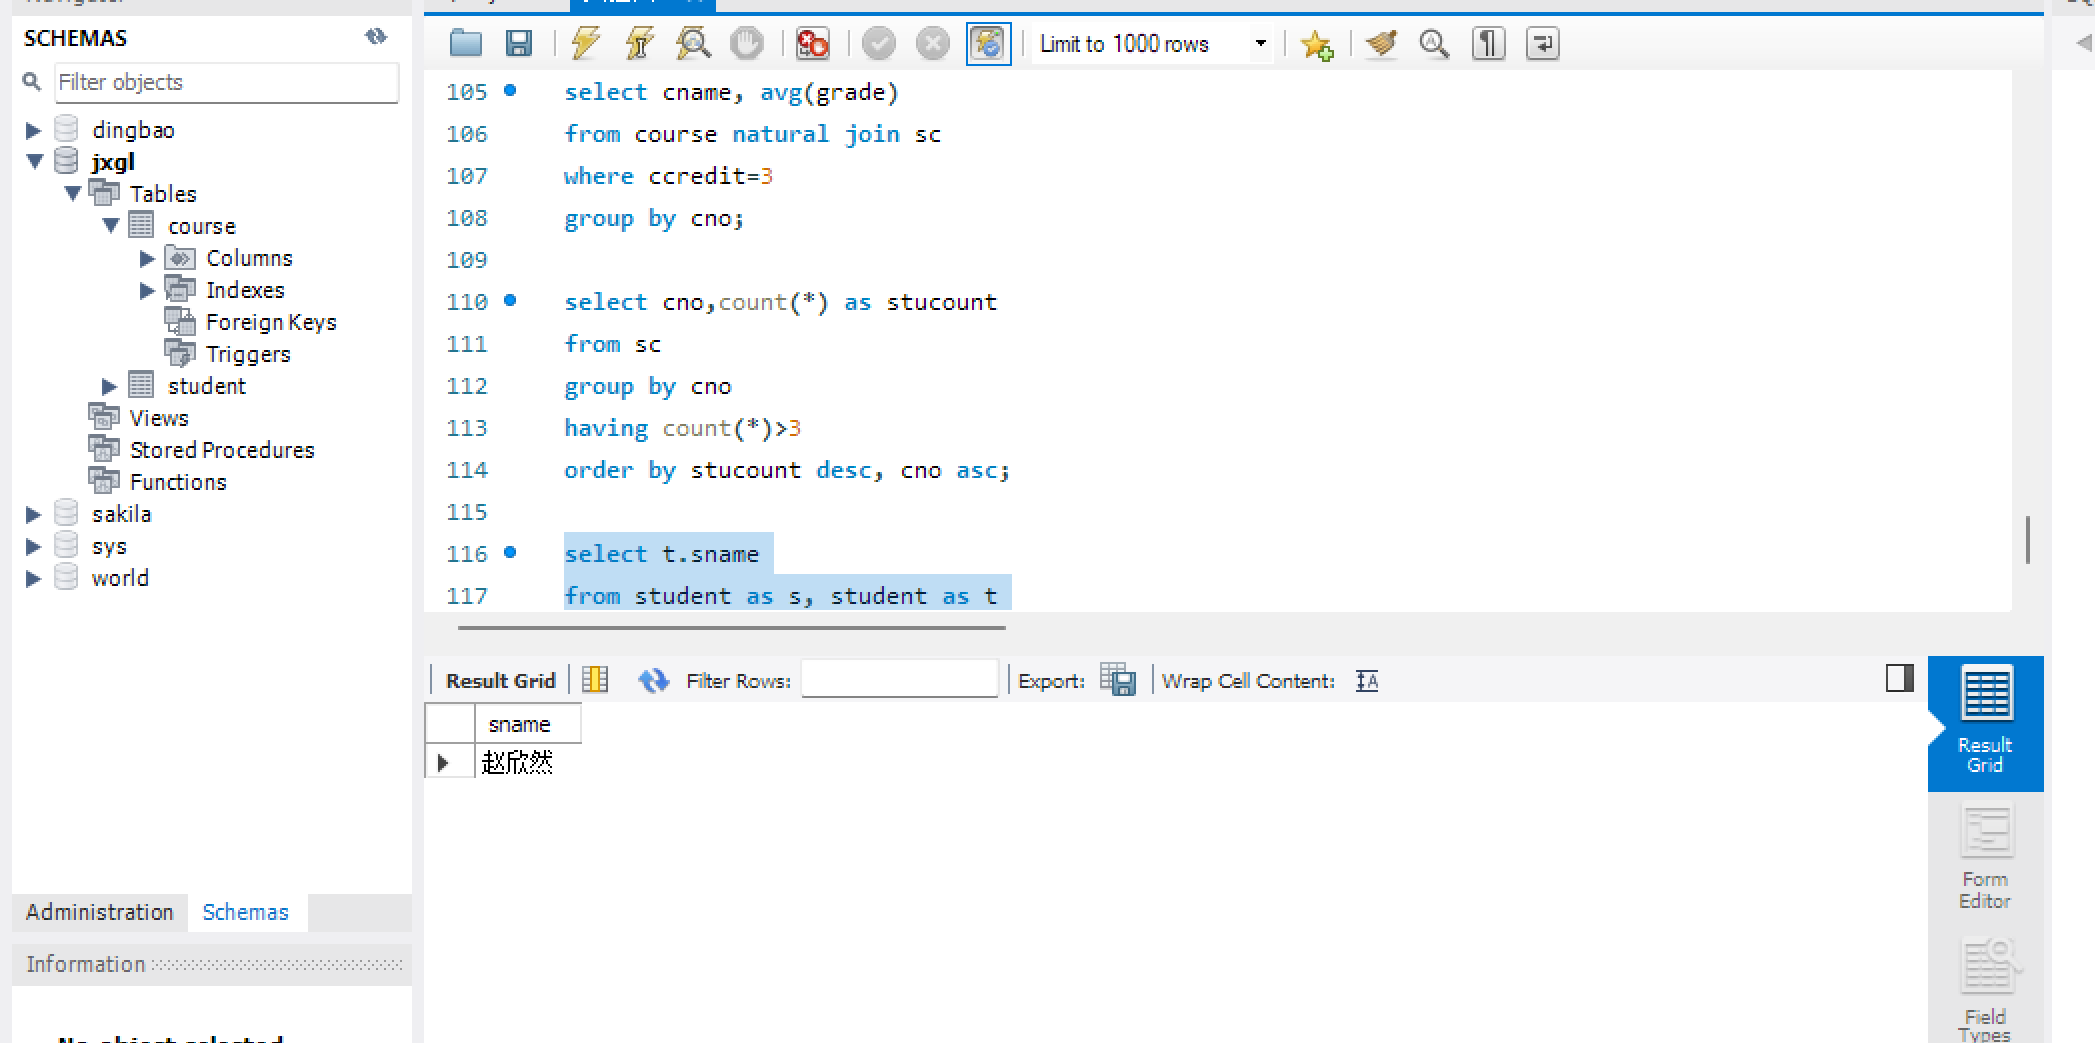 SCHEMAS
Filter objects
dingbao
jxgl
Tables
course
Columns
Indexes
Foreign Keys
Triggers
student
Views
Stored Procedures
Functions
sakila
sys
world
Administration Schemas
Information
No object selected
Limit to 1000 rows
105 select cname, avg(grade)
106 from course natural join sc
107 where ccredit=3
108 group by cno;
109
110 select cno,count(*) as stucount
111 from sc
112 group by cno
113 having count(*)>3
114 order by stucount desc, cno asc;
115
116 select t.sname
117 from student as s, student as t
Result Grid Filter Rows: Export: Wrap Cell Content:
sname
赵欣然
Result
Grid
Form
Editor
Field
Types